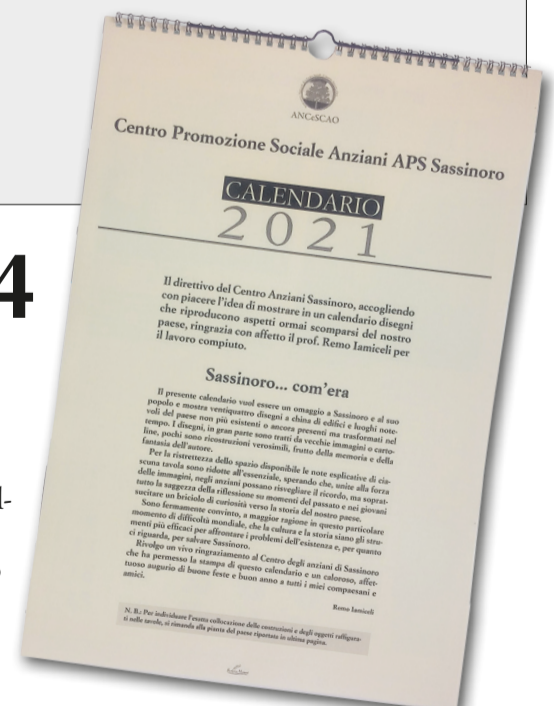 ANCeSCAO
Centro Promozione Sociale Anziani APS Sassinoro
CALENDARIO
2021
4
Il direttivo del Centro Anziani Sassinoro, accogliendo
con piacere l'idea di mostrare in un calendario disegni
che riproducono aspetti ormai scomparsi del nostro
paese, ringrazia con affetto il prof. Remo Iamiceli per
il lavoro compiuto.
Sassinoro... com'era
Il presente calendario vuol essere un omaggio a Sassinoro e al suo
popolo e mostra ventiquattro disegni a china di edifici e luoghi note-
voli del paese non più esistenti o ancora presenti ma trasformati nel
tempo. I disegni, in gran parte sono tratti da vecchie immagini o carto-
line, pochi sono ricostruzioni verosimili, frutto della memoria e della
fantasia dell'autore.
Per la ristrettezza dello spazio disponibile le note esplicative di cia-
scuna tavola sono ridotte all'essenziale, sperando che, unite alla forza
delle immagini, negli anziani possano risvegliare il ricordo, ma soprat-
tutto la saggezza della riflessione su momenti del passato e nei giovani
suscitare un briciolo di curiosità verso la storia del nostro paese.
Sono fermamente convinto, a maggior ragione in questo particolare
momento di difficoltà mondiale, che la cultura e la storia siano gli stru-
menti più efficaci per affrontare i problemi dell'esistenza e, per quanto
ci riguarda, per salvare Sassinoro.
Rivolgo un vivo ringraziamento al Centro degli anziani di Sassinoro
che ha permesso la stampa di questo calendario e un caloroso, affet-
tuoso augurio di buone feste e buon anno a tutti i miei compaesani e
amici.
Remo Iamiceli
N. B.: Per individuare l'esatta collocazione delle costruzioni e degli oggetti raffigura-
ti nelle tavole, si rimanda alla pianta del paese riportata in ultima pagina.